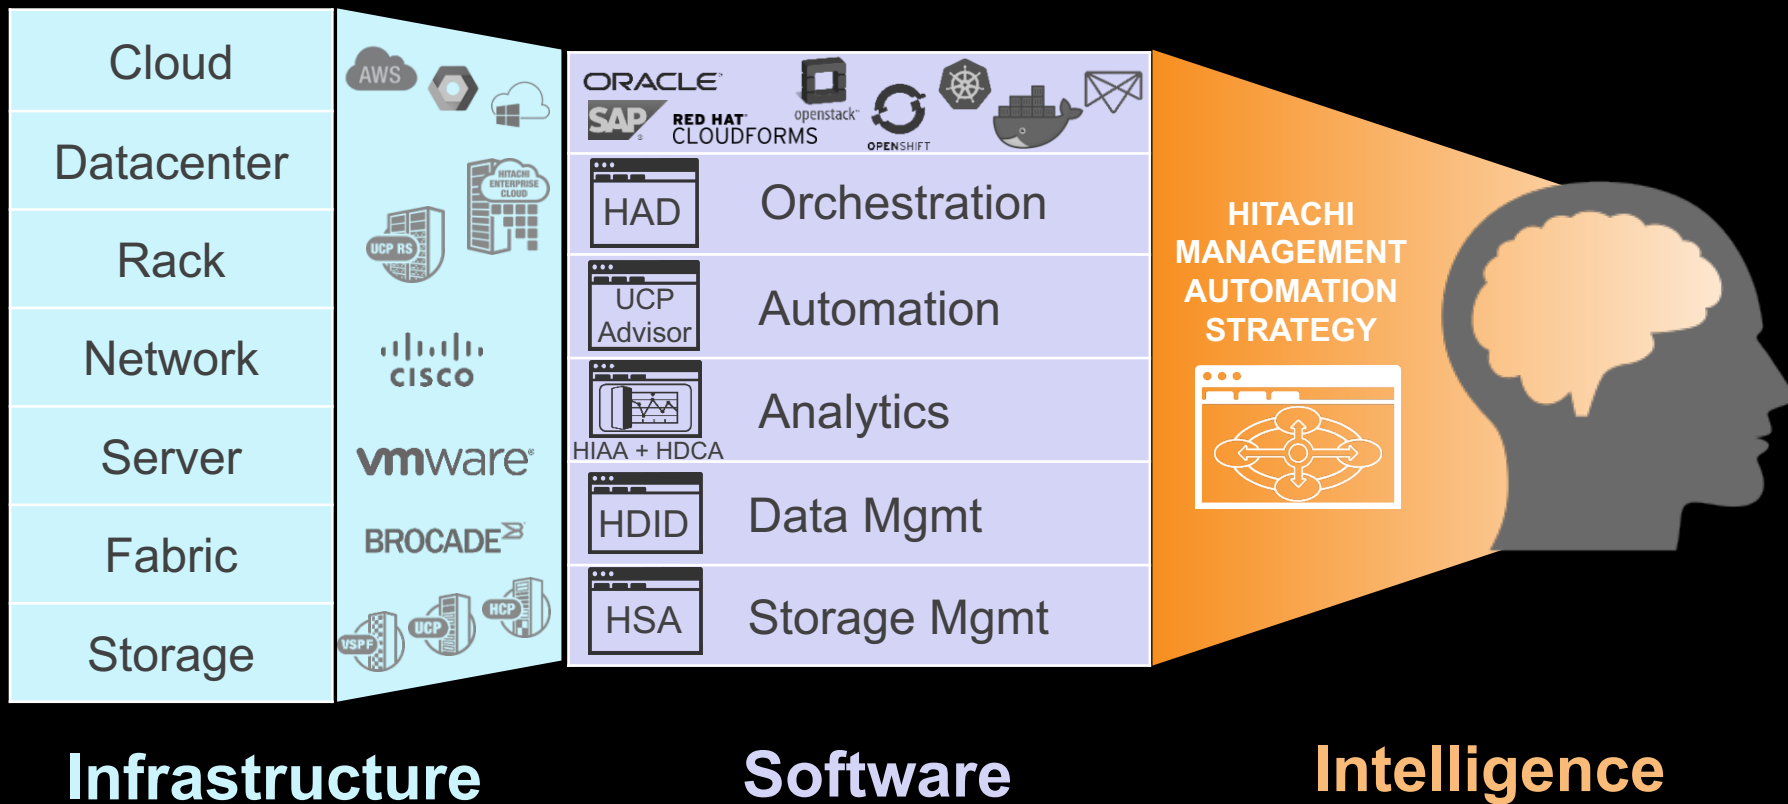 Cloud
Datacenter
Rack
Network
Server
Fabric
Storage
AWS
HITACHI
ENTERPRISE
CLOUD
UCP RS
CISCO
vmware®
BROCADE
HCP
UCP
VSPF
ORACLE
SAP
RED HAT
CLOUDFORMS
openstack
OPENSHIFT
HAD
Orchestration
UCP
Advisor
Automation
HIAA + HDCA
Analytics
HDID
Data Mgmt
HSA
Storage Mgmt
HITACHI
MANAGEMENT
AUTOMATION
STRATEGY
Infrastructure
Software
Intelligence